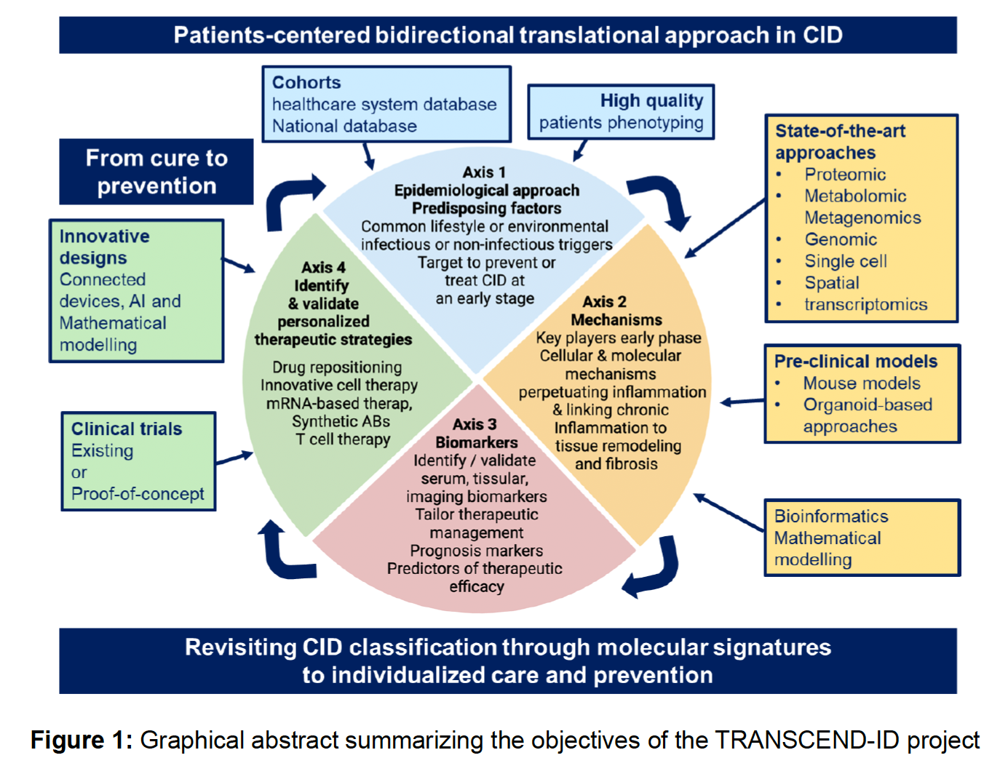 Patients-centered bidirectional translational approach in CID
Cohorts
healthcare system database
National database
High quality
patients phenotyping
From cure to
prevention
State-of-the-art
approaches
• Proteomic
• Metabolomic
Metagenomics
• Genomic
• Single cell
• Spatial
• transcriptomics
Axis 1
Epidemiological approach
Predisposing factors
Common lifestyle or environmental
infectious or non-infectious triggers
Target to prevent or
treat CID at
an early stage
Innovative
designs
Connected
devices, AI and
Mathematical
modelling
Axis 4
Identify
& validate
personalized
therapeutic strategies
Drug repositioning
Innovative cell therapy
mRNA-based therap,
Synthetic ABs
T cell therapy
Axis 2
Mechanisms
Key players early phase
Cellular & molecular
mechanisms
perpetuating inflammation
& linking chronic
Inflammation to
tissue remodeling
and fibrosis
Pre-clinical models
• Mouse models
• Organoid-based
approaches
Clinical trials
Existing
or
Proof-of-concept
Axis 3
Biomarkers
Identify / validate
serum, tissular,
imaging biomarkers
Tailor therapeutic
management
Prognosis markers
Predictors of therapeutic
efficacy
Bioinformatics
Mathematical
modelling
Revisiting CID classification through molecular signatures
to individualized care and prevention
Figure 1: Graphical abstract summarizing the objectives of the TRANSCEND-ID project